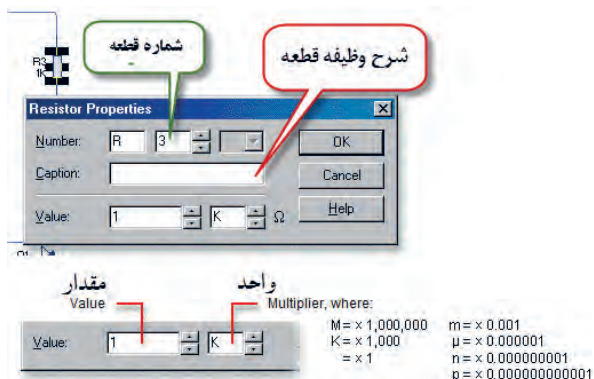 شماره قطعه
شرح وظیفه قطعه
R3
1K
Resistor Properties
Number: R 3
OK
Caption:
Cancel
Value: 1 K Ω
Help
مقدار
واحد
Value
Multiplier, where:
Value: 1 K
M = x 1,000,000
K = x 1,000
= x 1
m = x 0.001
µ = x 0.000001
n = x 0.000000001
p = x 0.000000000001